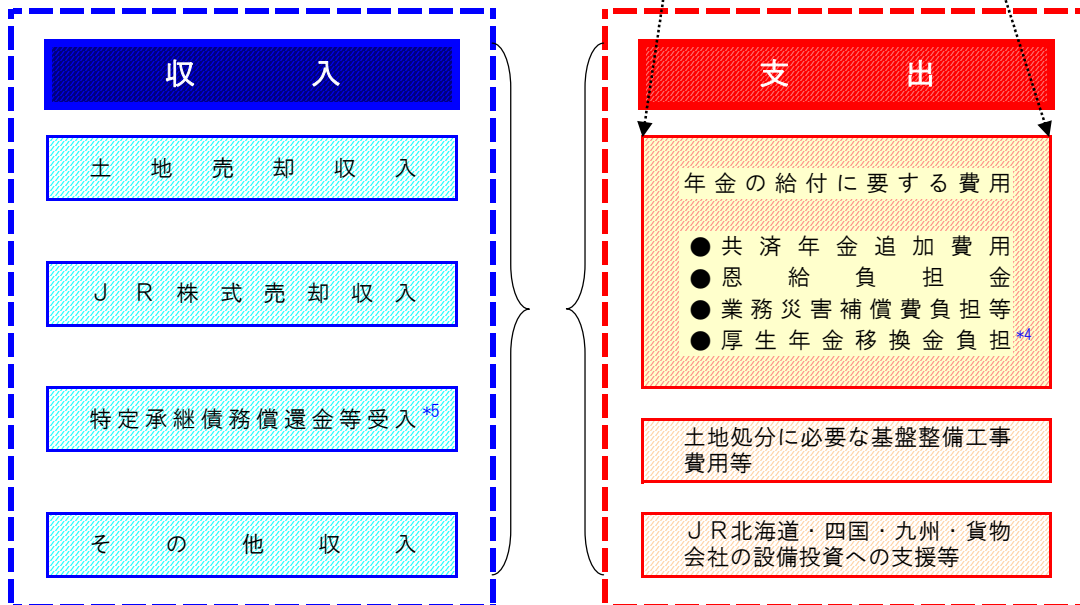 収入
土地売却収入
ＪＲ株式売却収入
特定承継債務償還金等受入*5
その他収入
支出
年金の給付に要する費用
●共済年金追加費用
●恩給負担金
●業務災害補償費負担等
●厚生年金移換金負担*4
土地処分に必要な基盤整備工事
費用等
ＪＲ北海道・四国・九州・貨物
会社の設備投資への支援等